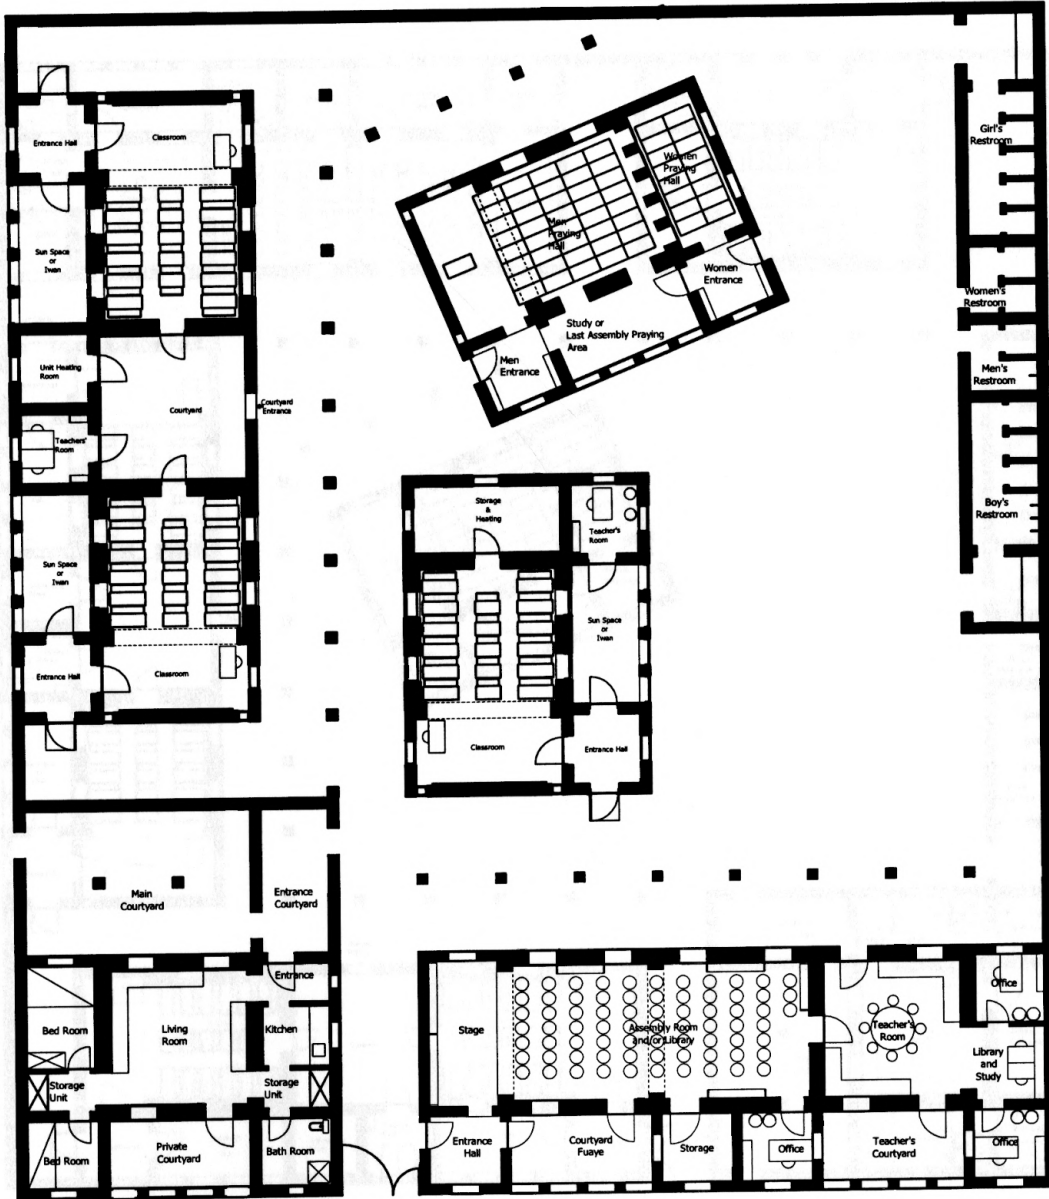 Entrance Hall
Classroom
Sun Space
or
Iwan
Unit Heating
Room
Courtyard
Courtyard
Entrance
Teachers'
Room
Sun Space
or
Iwan
Entrance Hall
Classroom
Men
Praying
Hall
Women
Praying
Hall
Women
Entrance
Study or
Last Assembly Praying
Area
Men
Entrance
Girl's
Restroom
Women's
Restroom
Men's
Restroom
Boy's
Restroom
Storage
&
Heating
Teacher's
Room
Sun Space
or
Iwan
Classroom
Entrance Hall
Main
Courtyard
Entrance
Courtyard
Entrance
Bed Room
Living
Room
Kitchen
Storage
Unit
Storage
Unit
Bed Room
Private
Courtyard
Bath Room
Stage
Assembly Room
and/or Library
Teacher's
Room
Office
Library
and
Study
Entrance
Hall
Courtyard
Fuaye
Storage
Office
Teacher's
Courtyard
Office